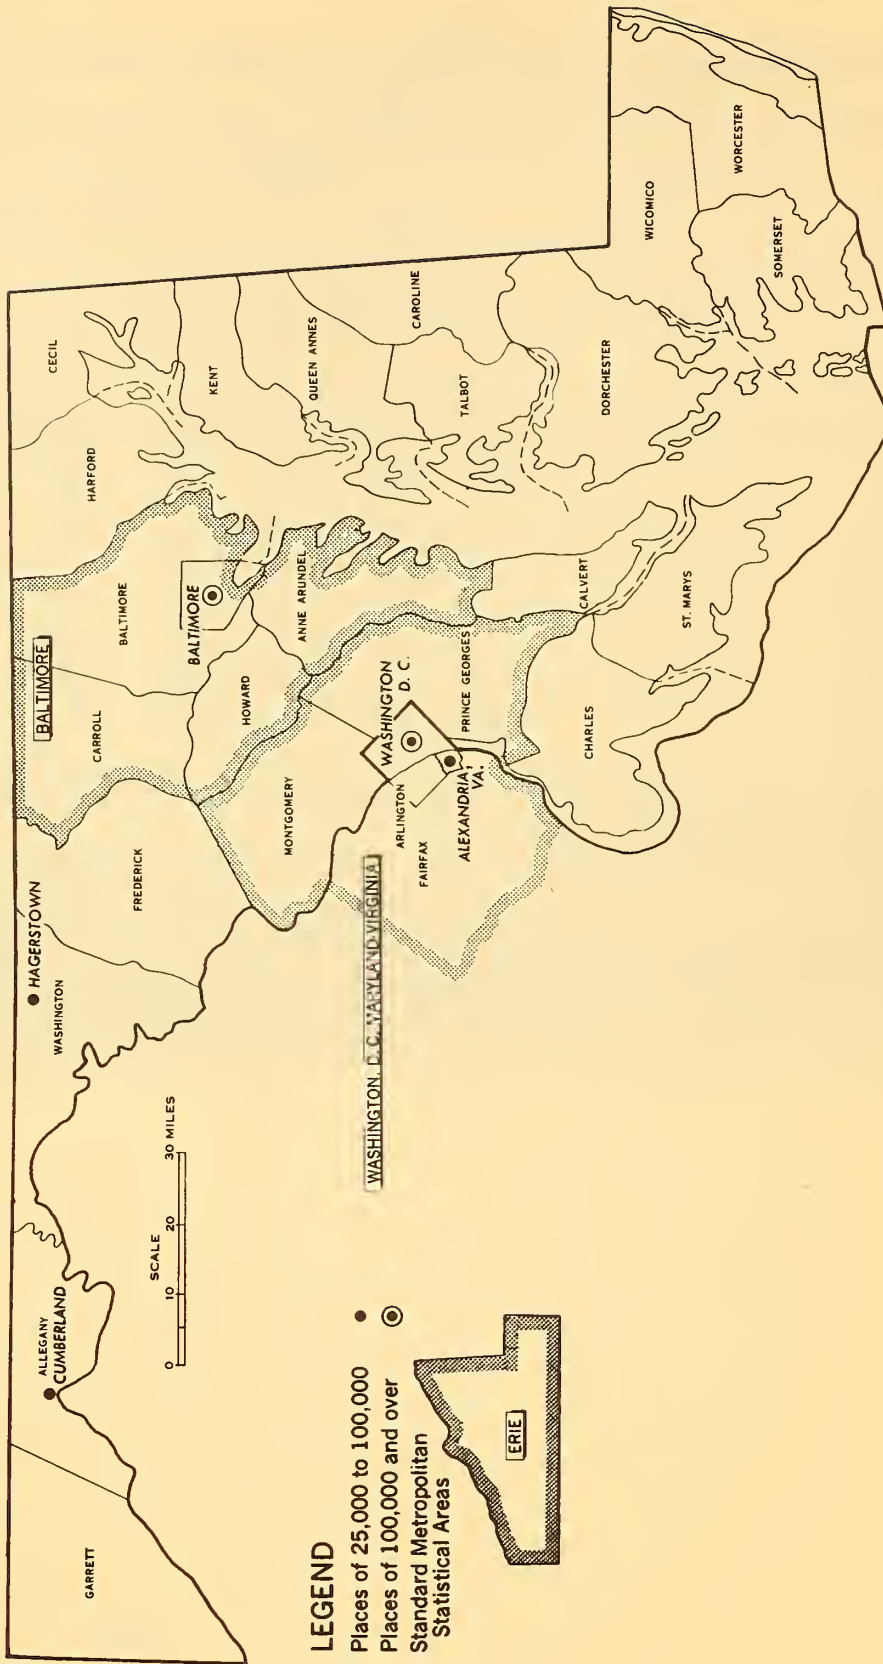 GARRETT
ALLEGANY
CUMBERLAND
WASHINGTON
HAGERSTOWN
FREDERICK
CARROLL
BALTIMORE
BALTIMORE
BALTIMORE
HARFORD
CECIL
KENT
HOWARD
ANNE ARUNDEL
QUEEN ANNES
MONTGOMERY
WASHINGTON
D. C.
PRINCE GEORGES
CAROLINE
TALBOT
ARLINGTON
FAIRFAX
ALEXANDRIA,
VA.
WASHINGTON, D. C. MARYLAND-VIRGINIA
CALVERT
CHARLES
ST. MARYS
DORCHESTER
WICOMICO
WORCESTER
SOMERSET
SCALE
0 10 20 30 MILES
LEGEND
Places of 25,000 to 100,000
Places of 100,000 and over
Standard Metropolitan
Statistical Areas
ERIE